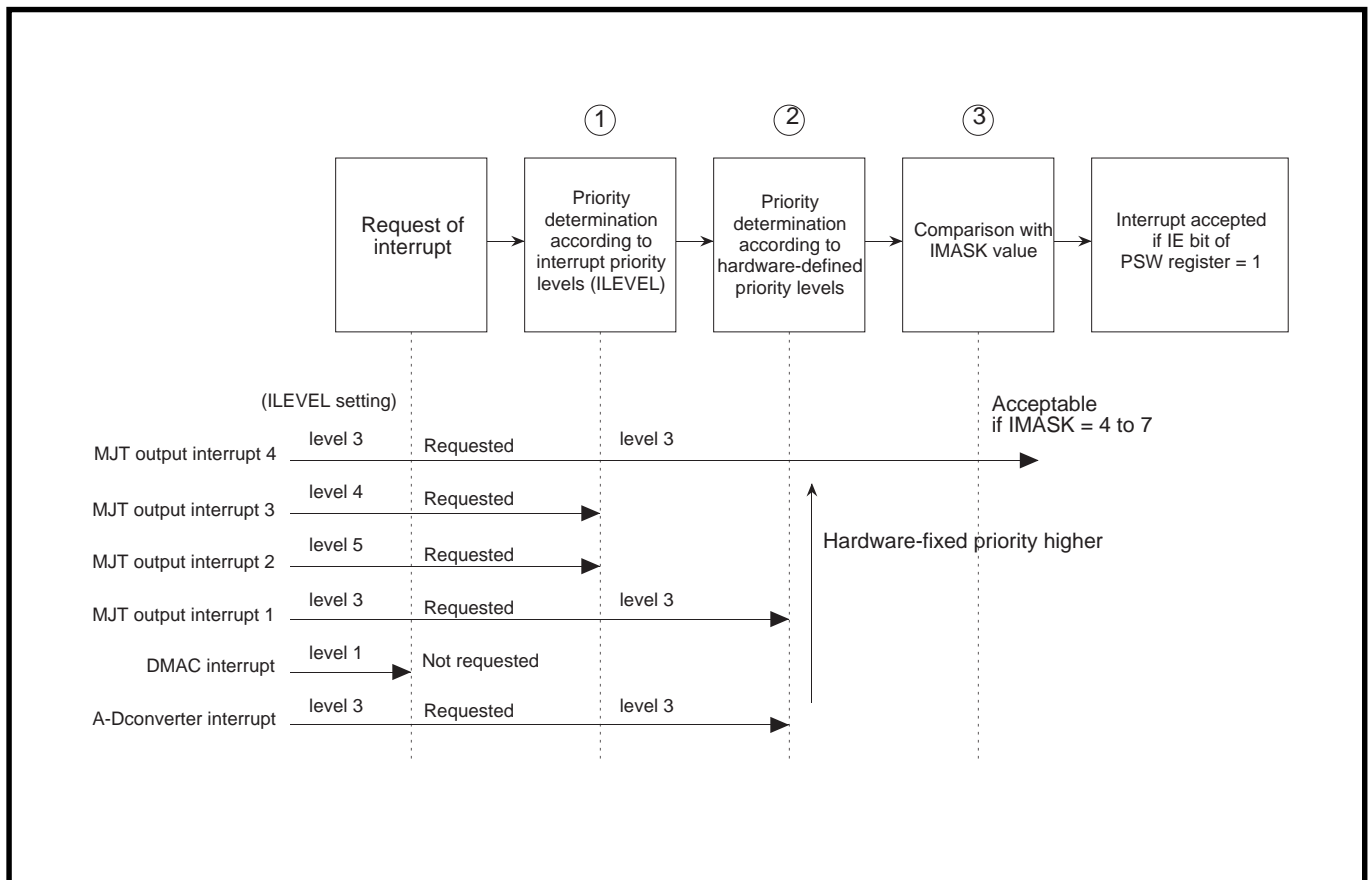 1
2
3
Request of
interrupt
Priority
determination
according to
interrupt priority
levels (ILEVEL)
Priority
determination
according to
hardware-defined
priority levels
Comparison with
IMASK value
Interrupt accepted
if IE bit of
PSW register = 1
(ILEVEL setting)
Acceptable
if IMASK = 4 to 7
MJT output interrupt 4 level 3 Requested level 3
MJT output interrupt 3 level 4 Requested
Hardware-fixed priority higher
MJT output interrupt 2 level 5 Requested
MJT output interrupt 1 level 3 Requested level 3
DMAC interrupt level 1 Not requested
A-Dconverter interrupt level 3 Requested level 3